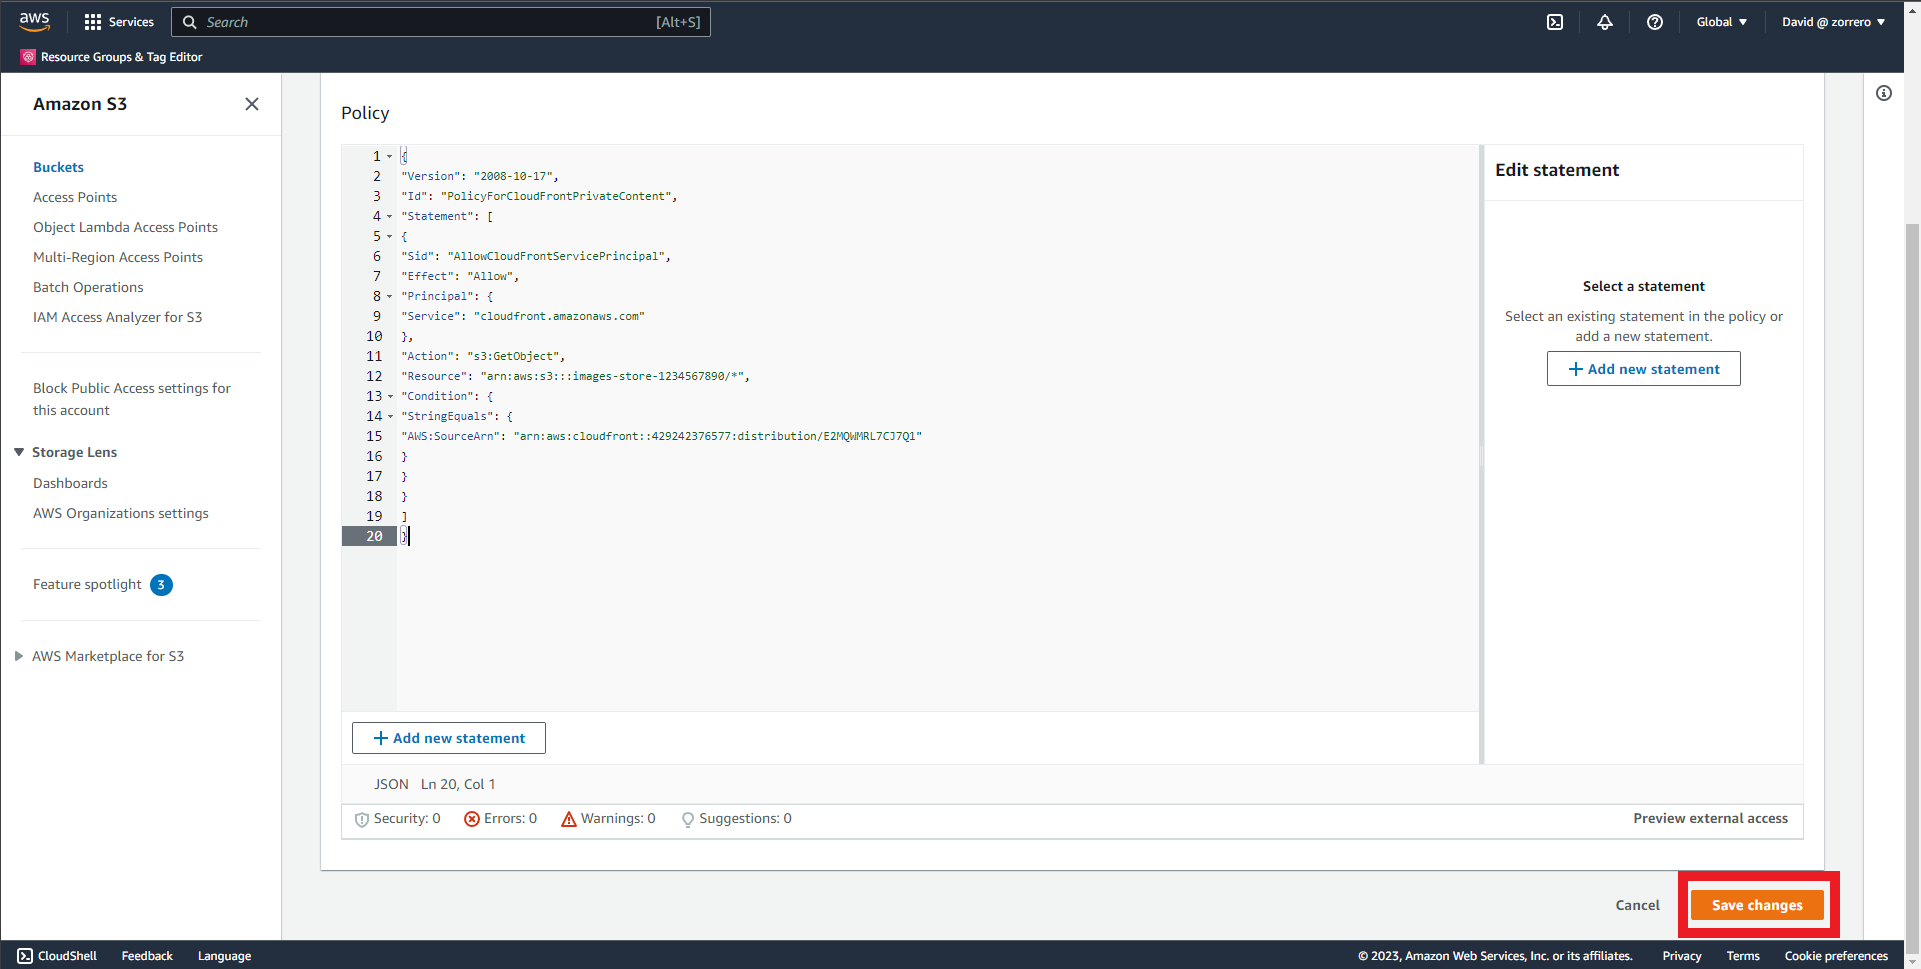 aws
Services
Search
[Alt+S]
Global
David @ zorrero
Resource Groups & Tag Editor
Amazon S3
Buckets
Access Points
Object Lambda Access Points
Multi-Region Access Points
Batch Operations
IAM Access Analyzer for S3
Block Public Access settings for
this account
Storage Lens
Dashboards
AWS Organizations settings
Feature spotlight 3
AWS Marketplace for S3
Policy
1 {
2 "Version": "2008-10-17",
3 "Id": "PolicyForCloudFrontPrivateContent",
4 "Statement": [
5 {
6 "Sid": "AllowCloudFrontServicePrincipal",
7 "Effect": "Allow",
8 "Principal": {
9 "Service": "cloudfront.amazonaws.com"
10 },
11 "Action": "s3:GetObject",
12 "Resource": "arn:aws:s3:::images-store-1234567890/*",
13 "Condition": {
14 "StringEquals": {
15 "AWS:SourceArn": "arn:aws:cloudfront::429242376577:distribution/E2MQWMRL7CJ7Q1"
16 }
17 }
18 }
19 ]
20 }
+ Add new statement
JSON Ln 20, Col 1
Security: 0 Errors: 0 Warnings: 0 Suggestions: 0
Preview external access
Edit statement
Select a statement
Select an existing statement in the policy or
add a new statement.
+ Add new statement
Cancel
Save changes
CloudShell
Feedback
Language
© 2023, Amazon Web Services, Inc. or its affiliates.
Privacy
Terms
Cookie preferences